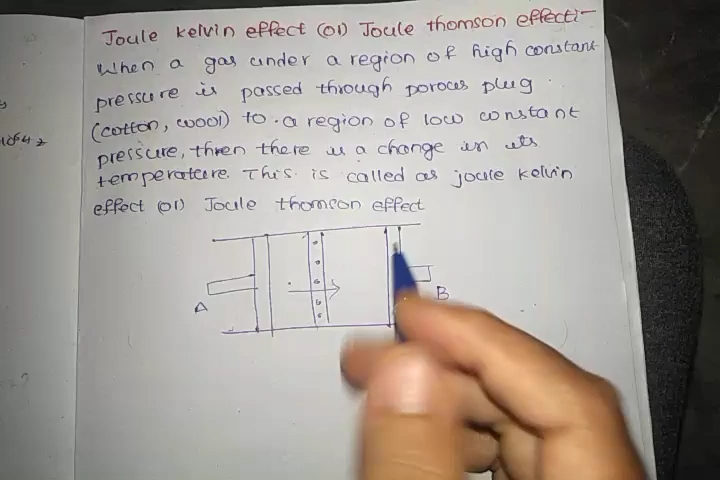 Joule kelvin effect (or) Joule thomson effect:-
When a gas under a region of high constant
pressure is passed through porous plug
(cotton, wool) to a region of low constant
pressure, then there is a change in its
temperature. This is called as joule kelvin
effect (or) Joule thomson effect
A
B